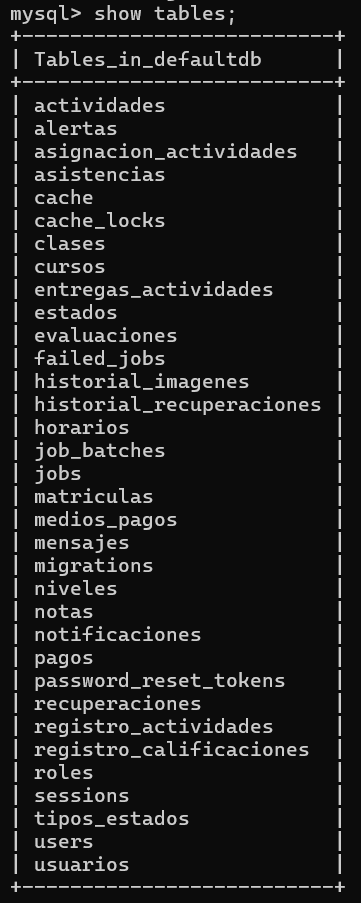 mysql> show tables;
+-------------------------+
| Tables_in_defaultdb     |
+-------------------------+
| actividades             |
| alertas                 |
| asignacion_actividades  |
| asistencias             |
| cache                   |
| cache_locks             |
| clases                  |
| cursos                  |
| entregas_actividades    |
| estados                 |
| evaluaciones            |
| failed_jobs             |
| historial_imagenes      |
| historial_recuperaciones |
| horarios                |
| job_batches             |
| jobs                    |
| matriculas              |
| medios_pagos            |
| mensajes                |
| migrations              |
| niveles                 |
| notas                   |
| notificaciones          |
| pagos                   |
| password_reset_tokens   |
| recuperaciones          |
| registro_actividades    |
| registro_calificaciones |
| roles                   |
| sessions                |
| tipos_estados           |
| users                   |
| usuarios                |
+-------------------------+